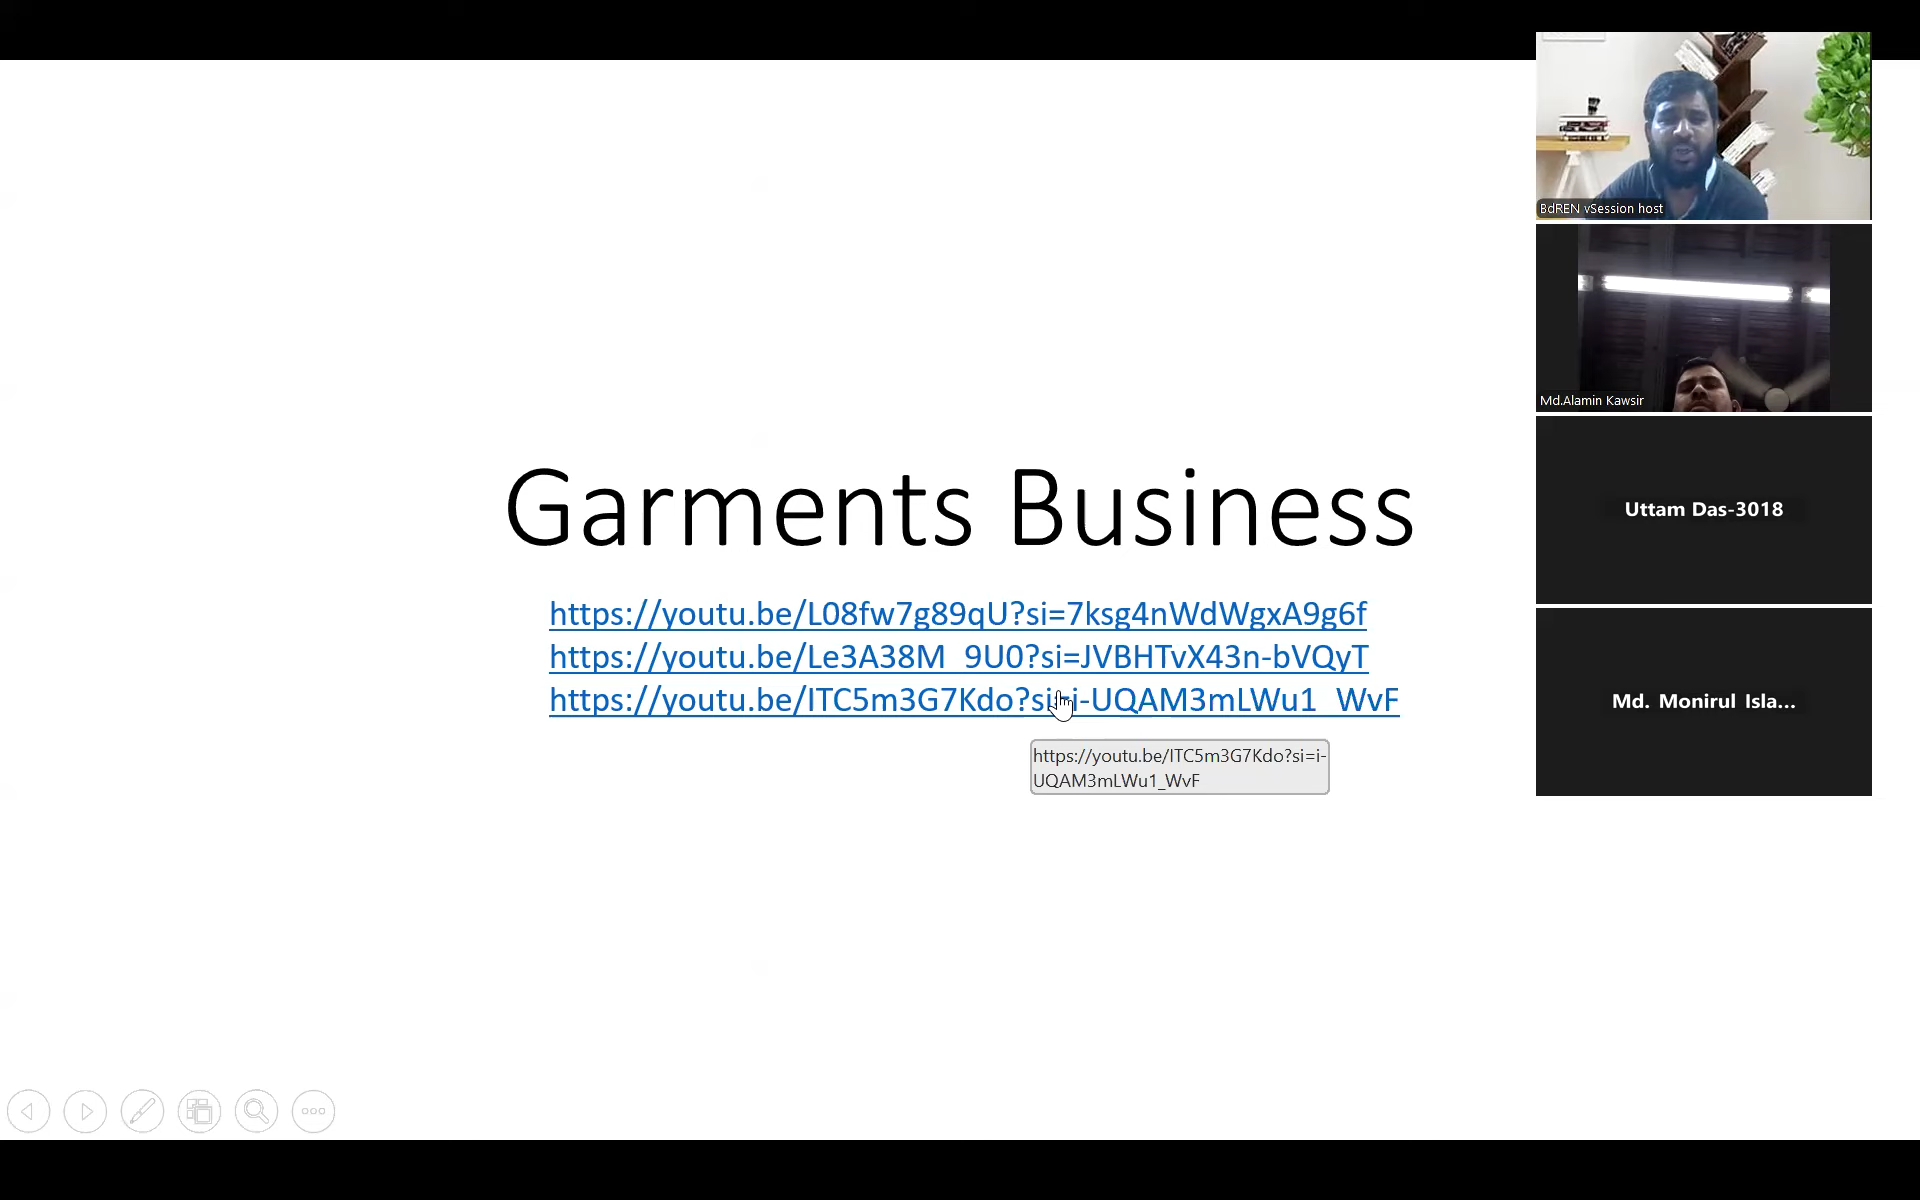 Garments Business
https://youtu.be/L08fw7g89qU?si=7ksg4nWdWgxA9g6f
https://youtu.be/Le3A38M_9U0?si=JVBHTvX43n-bVQyT
https://youtu.be/ITC5m3G7Kdo?si=i-UQAM3mLWu1_WvF
https://youtu.be/ITC5m3G7Kdo?si=i-
UQAM3mLWu1_WvF
BdREN vSession host
Md.Alamin Kawsir
Uttam Das-3018
Md. Monirul Isla...